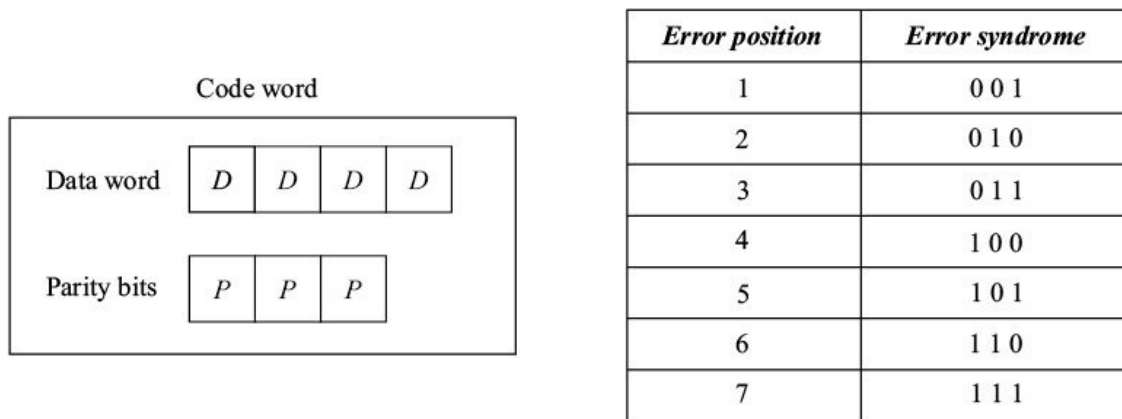 Code word
Data word D D D D
Parity bits P P P
Error position Error syndrome
1 0 0 1
2 0 1 0
3 0 1 1
4 1 0 0
5 1 0 1
6 1 1 0
7 1 1 1